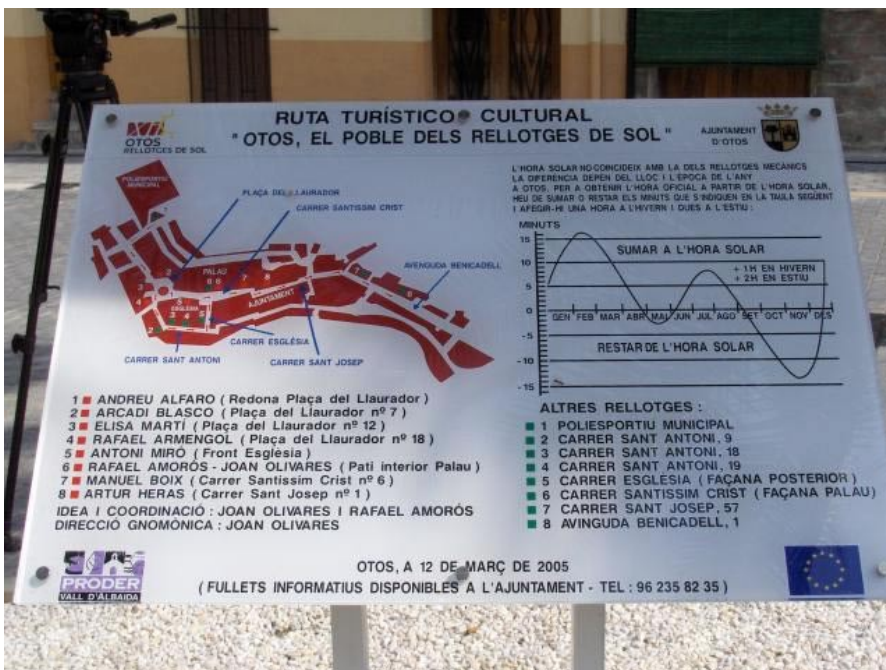 RUTA TURÍSTICO CULTURAL
" OTOS, EL POBLE DELS RELLOTGES DE SOL "
OTOS
RELLOTGES DE SOL
AJUNTAMENT
D'OTOS
POLIESPORTIU
MUNICIPAL
PLAÇA DEL LLAURADOR
CARRER SANTISSIM CRIST
AVENGUDA BENICADELL
PALAU
AJUNTAMENT
ESGLÉSIA
CARRER ESGLÉSIA
CARRER SANT ANTONI
CARRER SANT JOSEP
L'HORA SOLAR NO COINCIDEIX AMB LA DELS RELLOTGES MECÀNICS
LA DIFERÈNCIA DEPEN DEL LLOC I L'EPOCA DE L'ANY
A OTOS, PER A OBTENIR L'HORA OFICIAL A PARTIR DE L'HORA SOLAR,
HEU DE SUMAR O RESTAR ELS MINUTS QUE S'INDIQUEN EN LA TAULA SEGÜENT
I AFEGIR-HI UNA HORA A L'HIVERN I DUES A L'ESTIU :
MINUTS
15
10
5
0
-5
-10
-15
SUMAR A L'HORA SOLAR
+ 1H EN HIVERN
+ 2H EN ESTIU
GEN FEB MAR ABR MAI JUN JUL AGO SET OCT NOV DES
RESTAR DE L'HORA SOLAR
1 ANDREU ALFARO ( Redona Plaça del Llaurador )
2 ARCADI BLASCO ( Plaça del Llaurador nº 7 )
3 ELISA MARTÍ ( Plaça del Llaurador nº 12 )
4 RAFAEL ARMENGOL ( Plaça del Llaurador nº 18 )
5 ANTONI MIRÓ ( Front Església )
6 RAFAEL AMORÓS - JOAN OLIVARES ( Pati interior Palau )
7 MANUEL BOIX ( Carrer Santissim Crist nº 6 )
8 ARTUR HERAS ( Carrer Sant Josep nº 1 )
IDEA I COORDINACIÓ : JOAN OLIVARES I RAFAEL AMORÓS
DIRECCIÓ GNOMÒNICA : JOAN OLIVARES
ALTRES RELLOTGES :
1 POLIESPORTIU MUNICIPAL
2 CARRER SANT ANTONI, 9
3 CARRER SANT ANTONI, 18
4 CARRER SANT ANTONI, 19
5 CARRER ESGLÉSIA ( FAÇANA POSTERIOR )
6 CARRER SANTISSIM CRIST ( FAÇANA PALAU )
7 CARRER SANT JOSEP, 57
8 AVINGUDA BENICADELL, 1
PRODER
VALL D'ALBAIDA
OTOS, A 12 DE MARÇ DE 2005
( FULLETS INFORMATIUS DISPONIBLES A L'AJUNTAMENT - TEL : 96 235 82 35 )